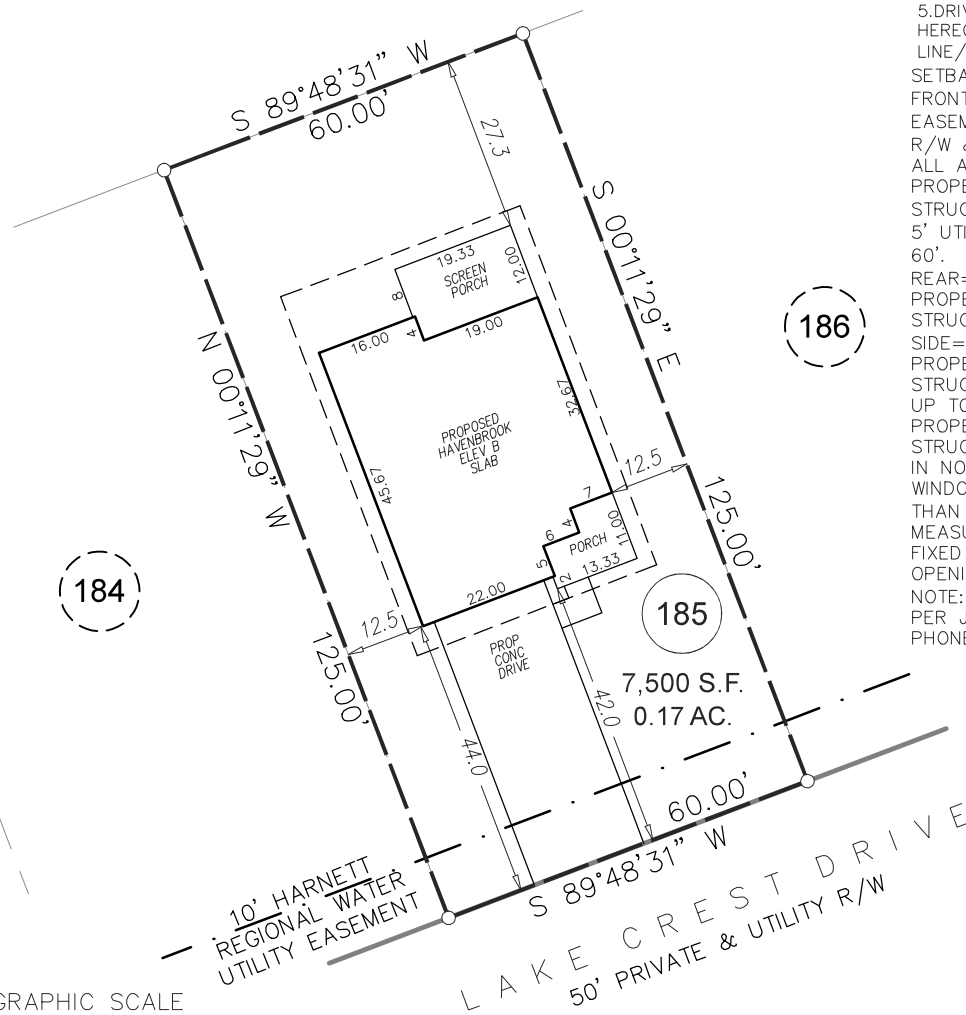 S 89°48'31" W
60.00'
27.3
S 00°11'29" E
125.00'
N 00°11'29" W
125.00'
19.33
SCREEN
PORCH
12.00
8
4
16.00
19.00
32.67
PROPOSED
HAVENBROOK
ELEV B
SLAB
45.67
12.5
7
4
6
11.00
PORCH
5
13.33
2
22.00
12.5
PROP
CONC
DRIVE
44.0
42.0
184
185
186
7,500 S.F.
0.17 AC.
60.00'
S 89°48'31" W
10' HARNETT
REGIONAL WATER
UTILITY EASEMENT
LAKE CREST DRIVE
50' PRIVATE & UTILITY R/W
GRAPHIC SCALE
5.DRIV
HEREO
LINE/
SETBA
FRONT
EASEM
R/W &
ALL A
PROPE
STRUC
5' UTI
60'.
REAR=
PROPE
STRUC
SIDE=
PROPE
STRUC
UP TO
PROPE
STRUC
IN NO
WINDO
THAN
MEASU
FIXED
OPENI
NOTE:
PER J
PHONE